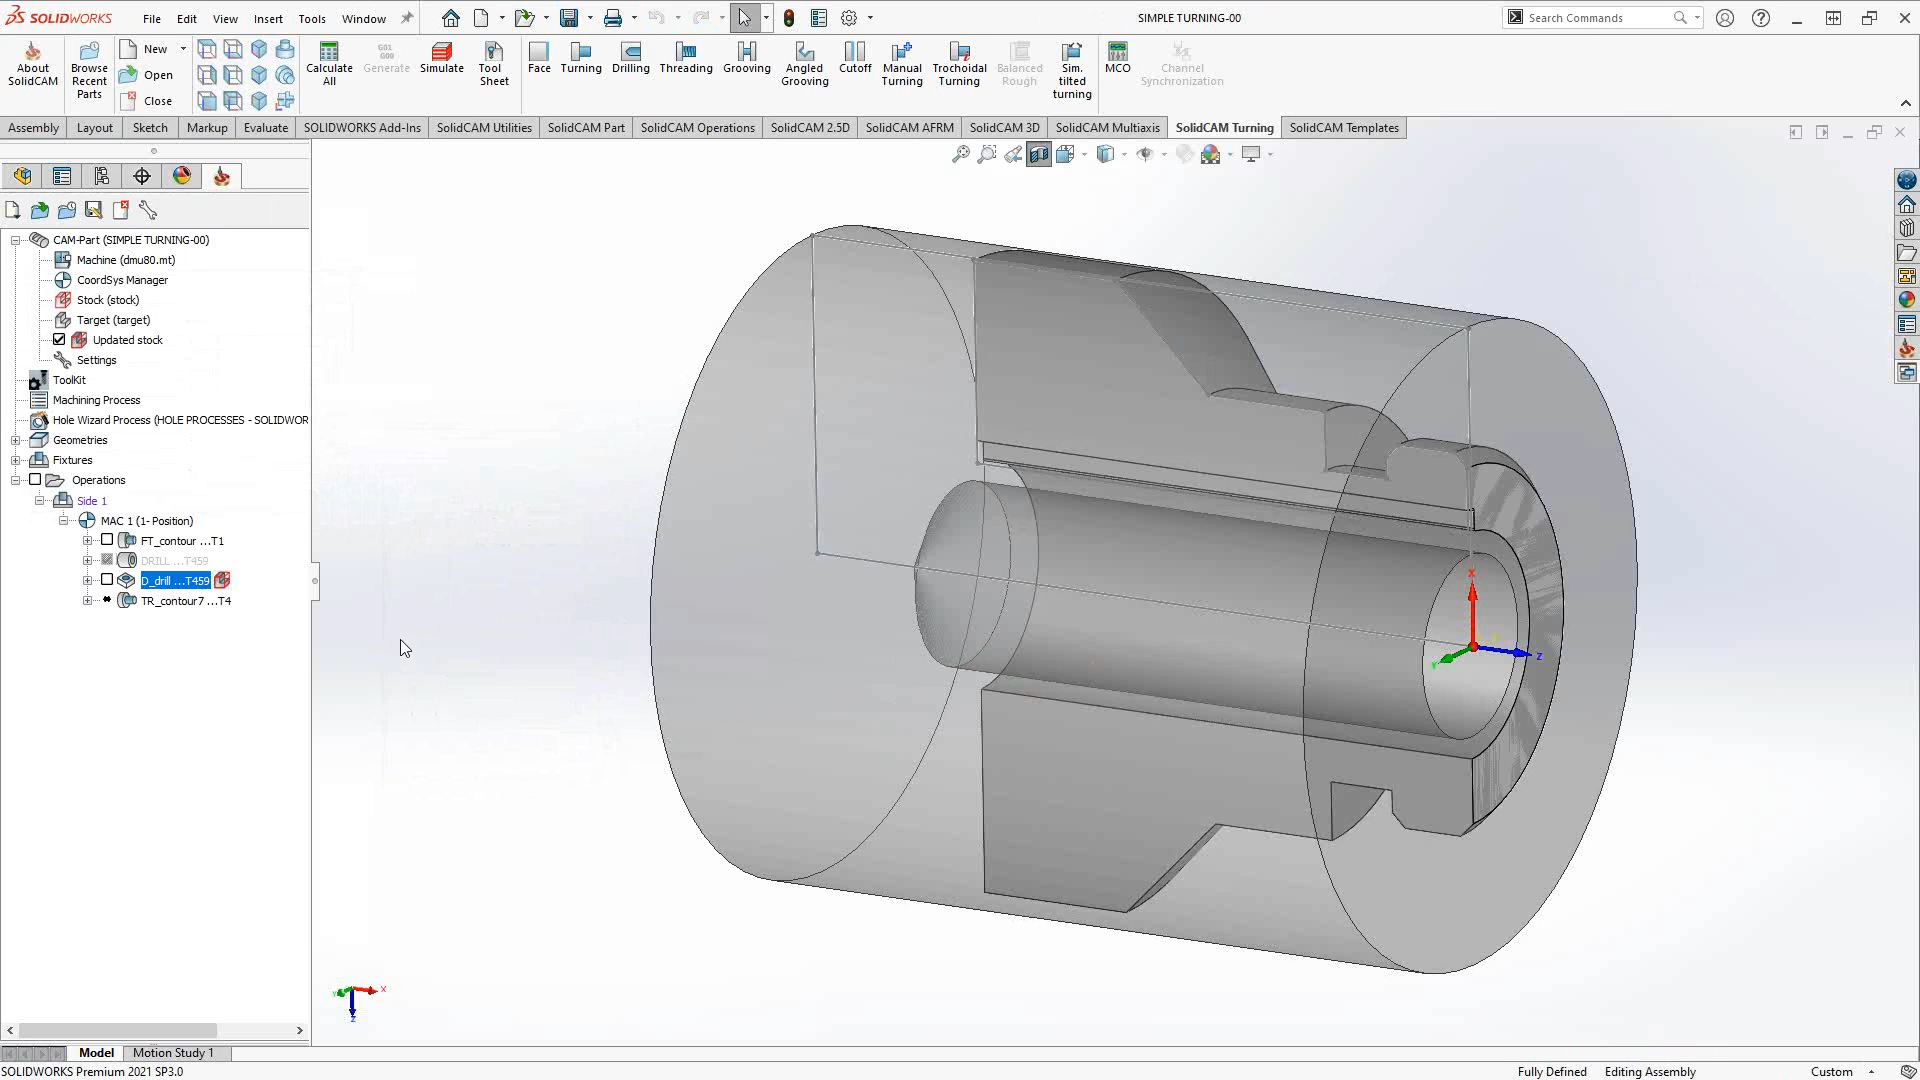 SOLIDWORKS File Edit View Insert Tools Window SIMPLE TURNING-00 Search Commands
About SolidCAM
Browse Recent Parts
New
Open
Close
Calculate All
G01 G00 Generate
Simulate
Tool Sheet
Face
Turning
Drilling
Threading
Grooving
Angled Grooving
Cutoff
Manual Turning
Trochoidal Turning
Balanced Rough
Sim. tilted turning
MCO
Channel Synchronization
Assembly Layout Sketch Markup Evaluate SOLIDWORKS Add-Ins SolidCAM Utilities SolidCAM Part SolidCAM Operations SolidCAM 2.5D SolidCAM AFRM SolidCAM 3D SolidCAM Multiaxis SolidCAM Turning SolidCAM Templates
CAM-Part (SIMPLE TURNING-00)
Machine (dmu80.mt)
CoordSys Manager
Stock (stock)
Target (target)
Updated stock
Settings
ToolKit
Machining Process
Hole Wizard Process (HOLE PROCESSES - SOLIDWOR
Geometries
Fixtures
Operations
Side 1
MAC 1 (1- Position)
FT_contour ...T1
DRILL ...T459
D_drill ...T459
TR_contour7 ...T4
X
Y
Z
Y X
Z
Model Motion Study 1
SOLIDWORKS Premium 2021 SP3.0 Fully Defined Editing Assembly Custom